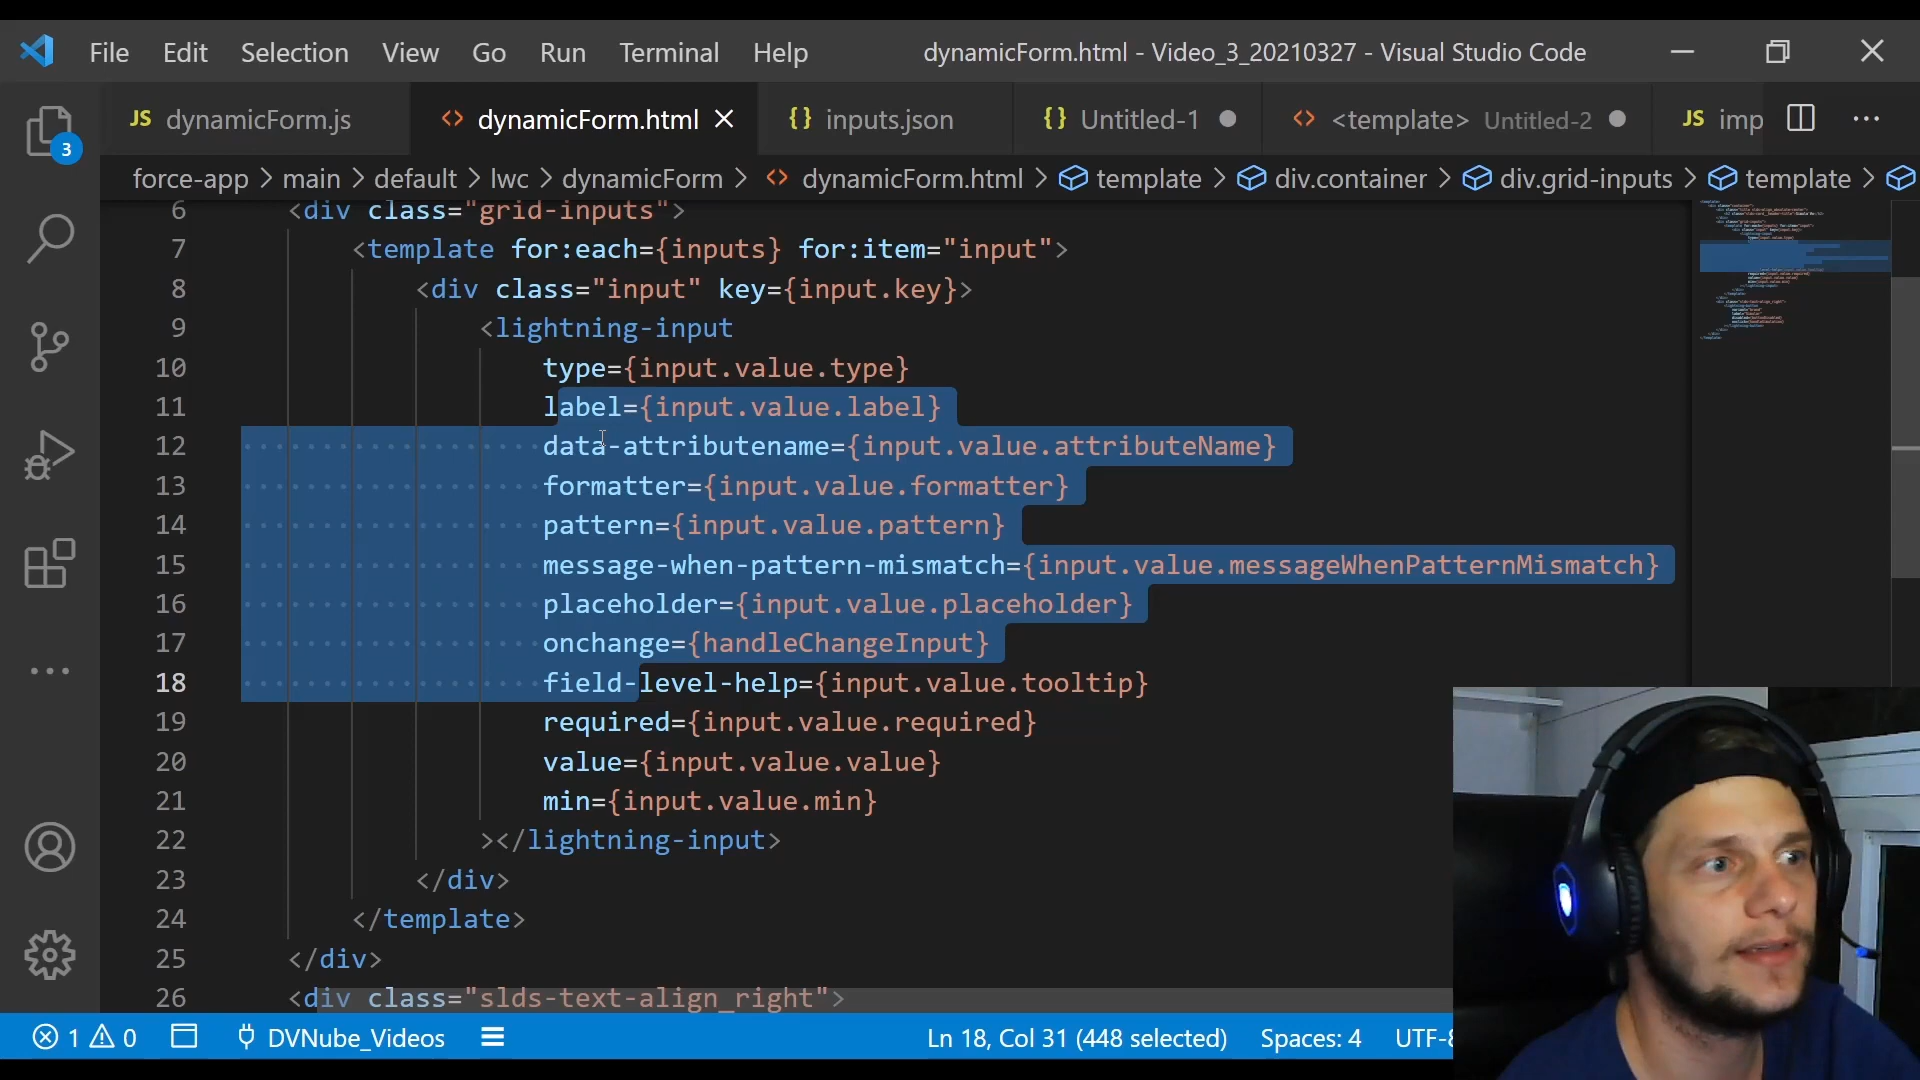 File Edit Selection View Go Run Terminal Help dynamicForm.html - Video_3_20210327 - Visual Studio Code
JS dynamicForm.js <> dynamicForm.html {} inputs.json {} Untitled-1 <> <template> Untitled-2 JS imp ...
3
force-app > main > default > lwc > dynamicForm > <> dynamicForm.html > template > div.container > div.grid-inputs > template >
6 <div class="grid-inputs">
7 <template for:each={inputs} for:item="input">
8 <div class="input" key={input.key}>
9 <lightning-input
10 type={input.value.type}
11 label={input.value.label}
12 data-attributename={input.value.attributeName}
13 formatter={input.value.formatter}
14 pattern={input.value.pattern}
15 message-when-pattern-mismatch={input.value.messageWhenPatternMismatch}
16 placeholder={input.value.placeholder}
17 onchange={handleChangeInput}
18 field-level-help={input.value.tooltip}
19 required={input.value.required}
20 value={input.value.value}
21 min={input.value.min}
22 ></lightning-input>
23 </div>
24 </template>
25 </div>
26 <div class="slds-text-align_right">
1 0 DVNube_Videos Ln 18, Col 31 (448 selected) Spaces: 4 UTF-8